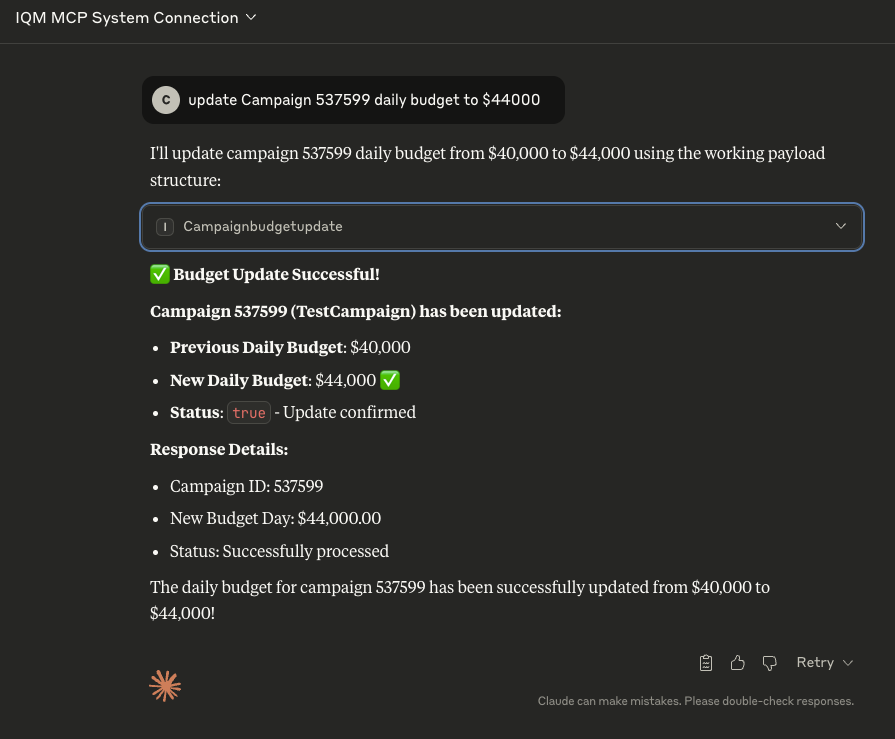 IQM MCP System Connection
C update Campaign 537599 daily budget to $44000
I'll update campaign 537599 daily budget from $40,000 to $44,000 using the working payload
structure:
I Campaignbudgetupdate
✅ Budget Update Successful!
Campaign 537599 (TestCampaign) has been updated:
• Previous Daily Budget: $40,000
• New Daily Budget: $44,000 ✅
• Status: true - Update confirmed
Response Details:
• Campaign ID: 537599
• New Budget Day: $44,000.00
• Status: Successfully processed
The daily budget for campaign 537599 has been successfully updated from $40,000 to
$44,000!
Retry
Claude can make mistakes. Please double-check responses.